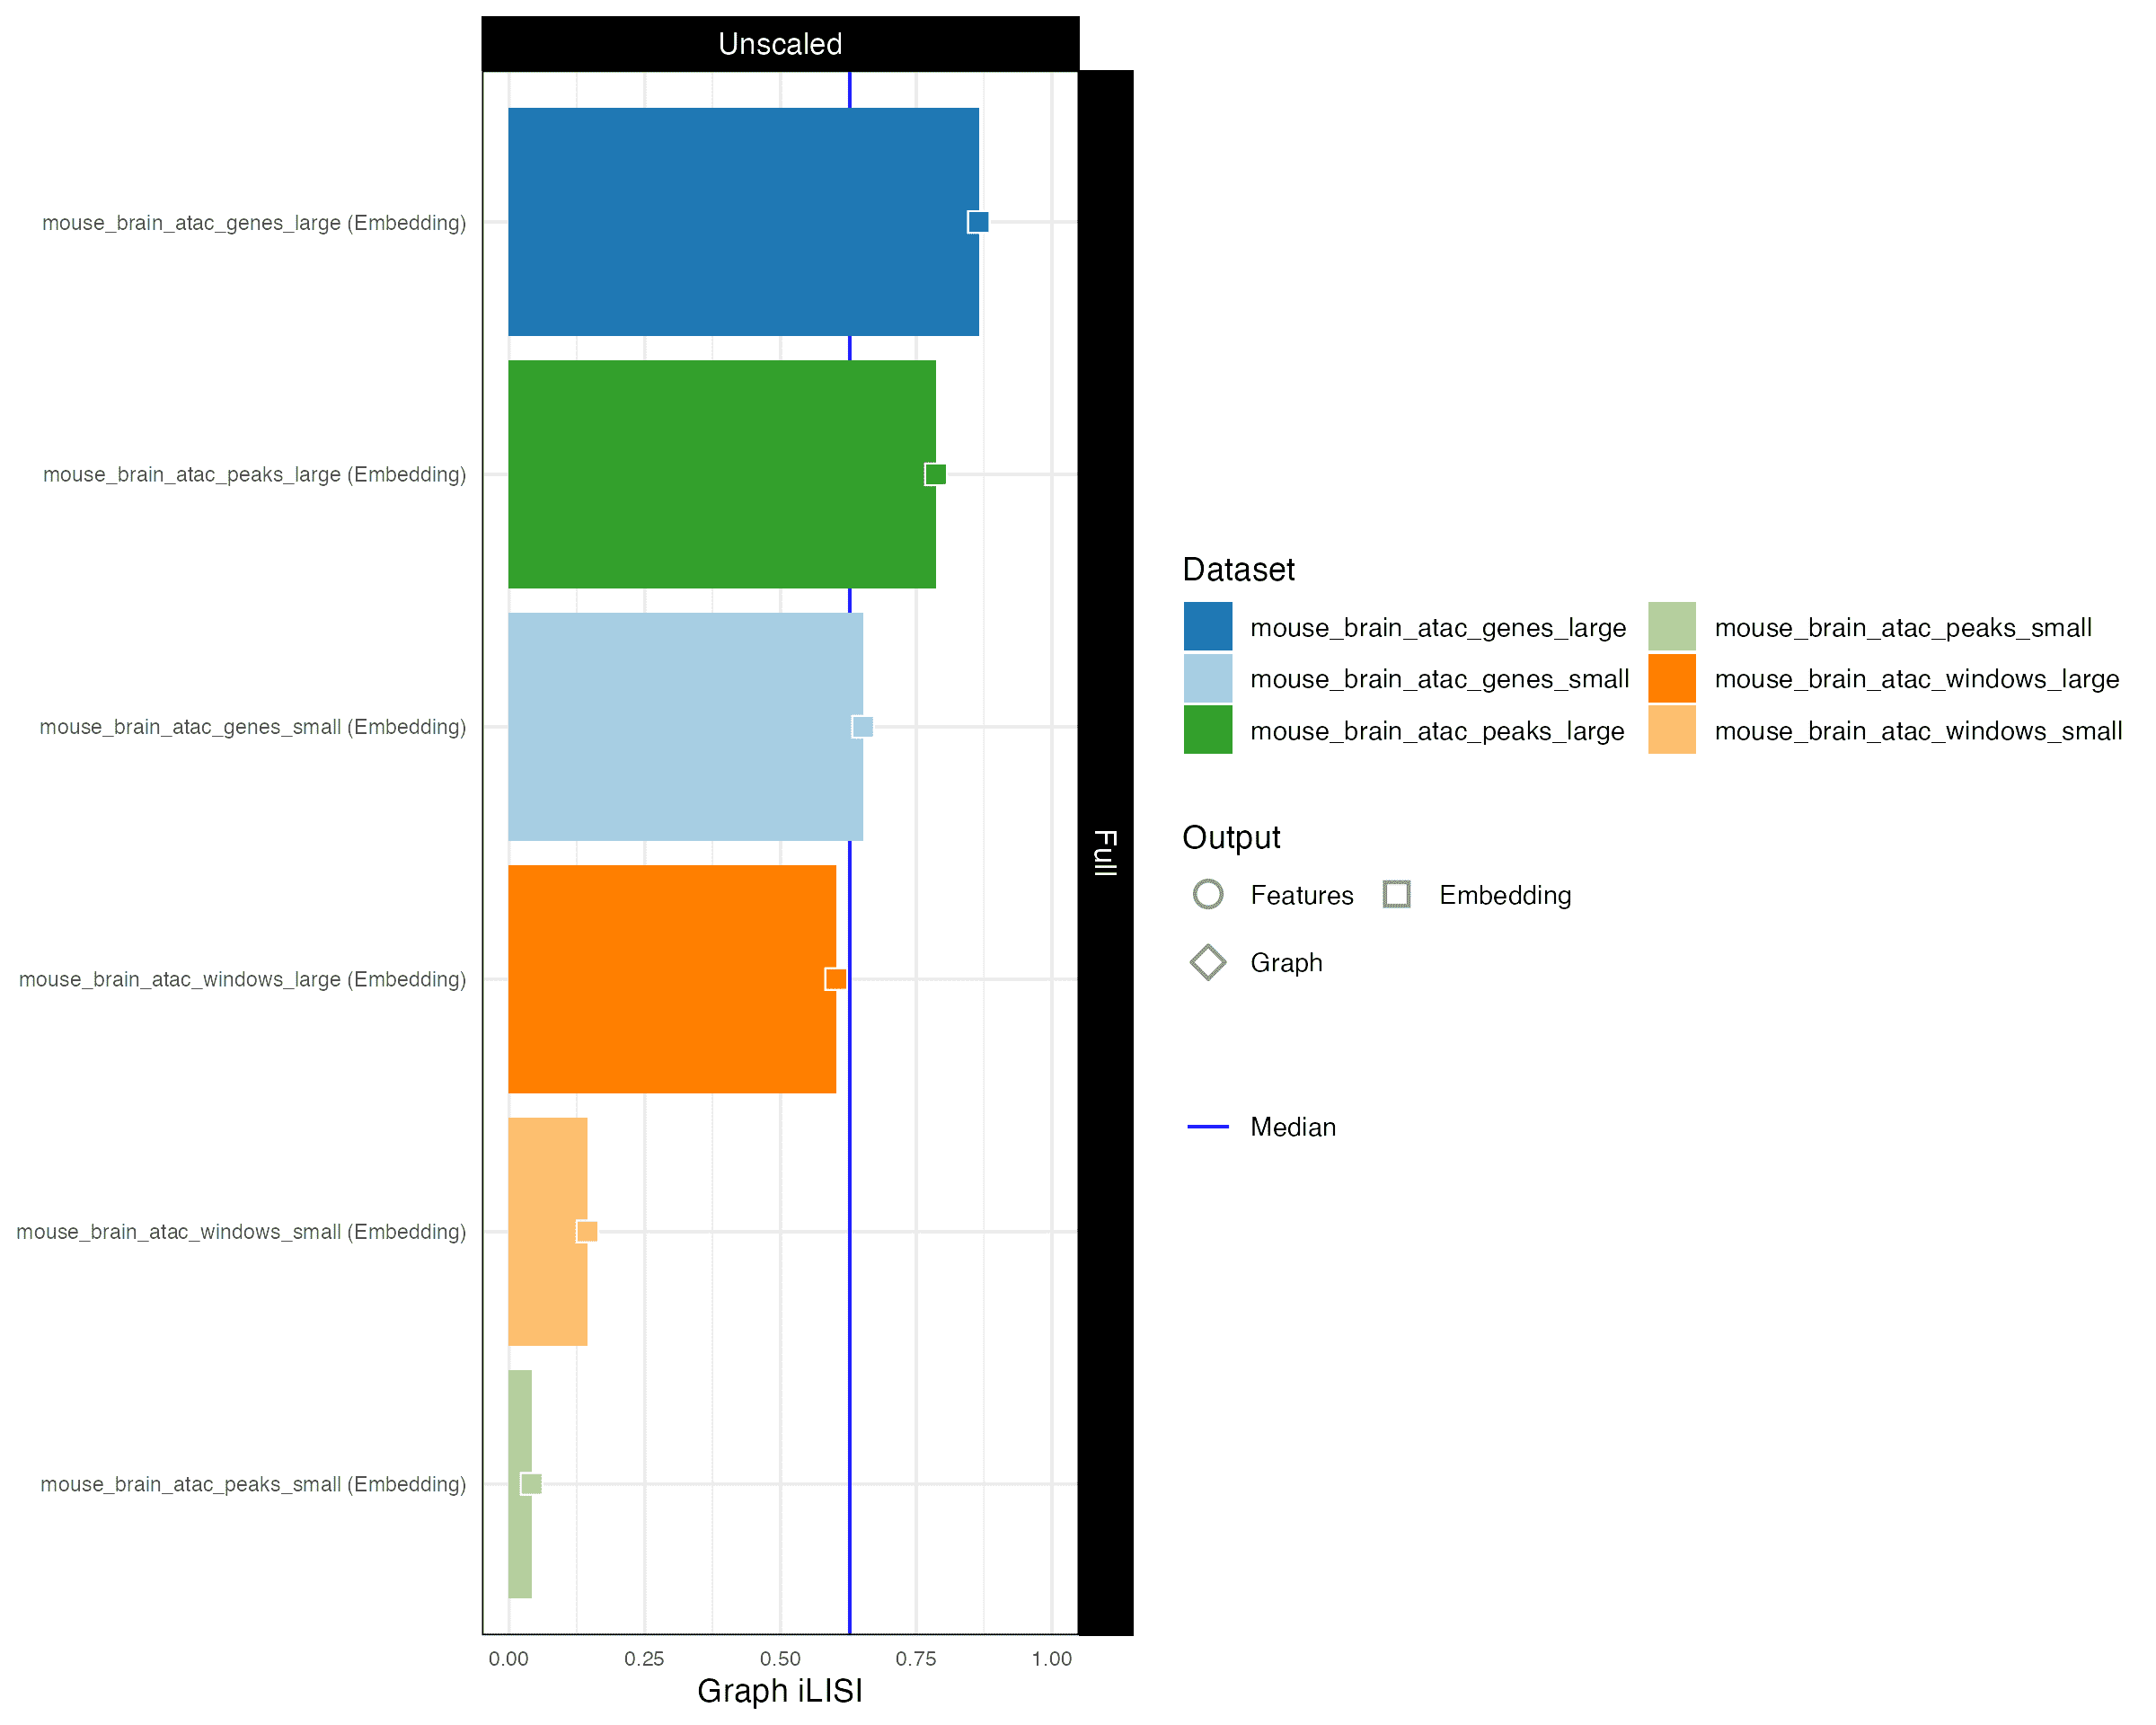 Unscaled
mouse_brain_atac_genes_large (Embedding)
mouse_brain_atac_peaks_large (Embedding)
mouse_brain_atac_genes_small (Embedding)
mouse_brain_atac_windows_large (Embedding)
mouse_brain_atac_windows_small (Embedding)
mouse_brain_atac_peaks_small (Embedding)
0.00 0.25 0.50 0.75 1.00
Graph iLISI
Full
Dataset
mouse_brain_atac_genes_large mouse_brain_atac_peaks_small
mouse_brain_atac_genes_small mouse_brain_atac_windows_large
mouse_brain_atac_peaks_large mouse_brain_atac_windows_small
Output
Features Embedding
Graph
Median